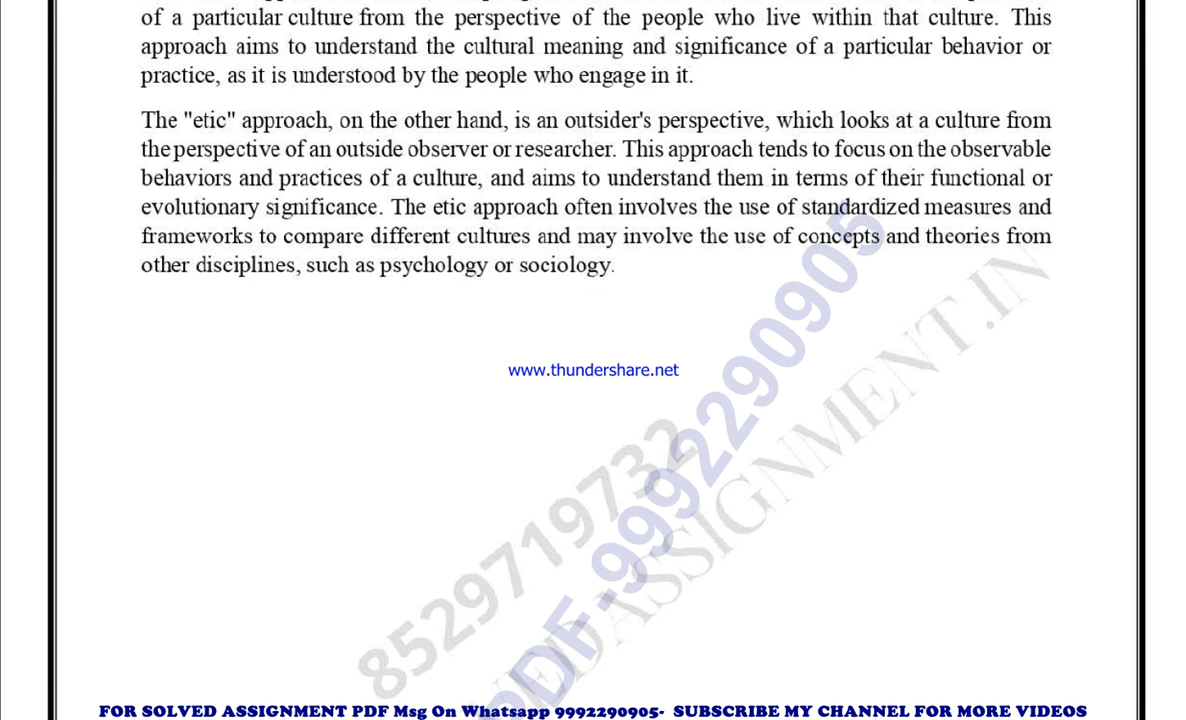 of a particular culture from the perspective of the people who live within that culture. This
approach aims to understand the cultural meaning and significance of a particular behavior or
practice, as it is understood by the people who engage in it.
The "etic" approach, on the other hand, is an outsider's perspective, which looks at a culture from
the perspective of an outside observer or researcher. This approach tends to focus on the observable
behaviors and practices of a culture, and aims to understand them in terms of their functional or
evolutionary significance. The etic approach often involves the use of standardized measures and
frameworks to compare different cultures and may involve the use of concepts and theories from
other disciplines, such as psychology or sociology.
www.thundershare.net
8529719732
PDF-9992290905
ASSIGNMENT.IN
FOR SOLVED ASSIGNMENT PDF Msg On Whatsapp 9992290905- SUBSCRIBE MY CHANNEL FOR MORE VIDEOS